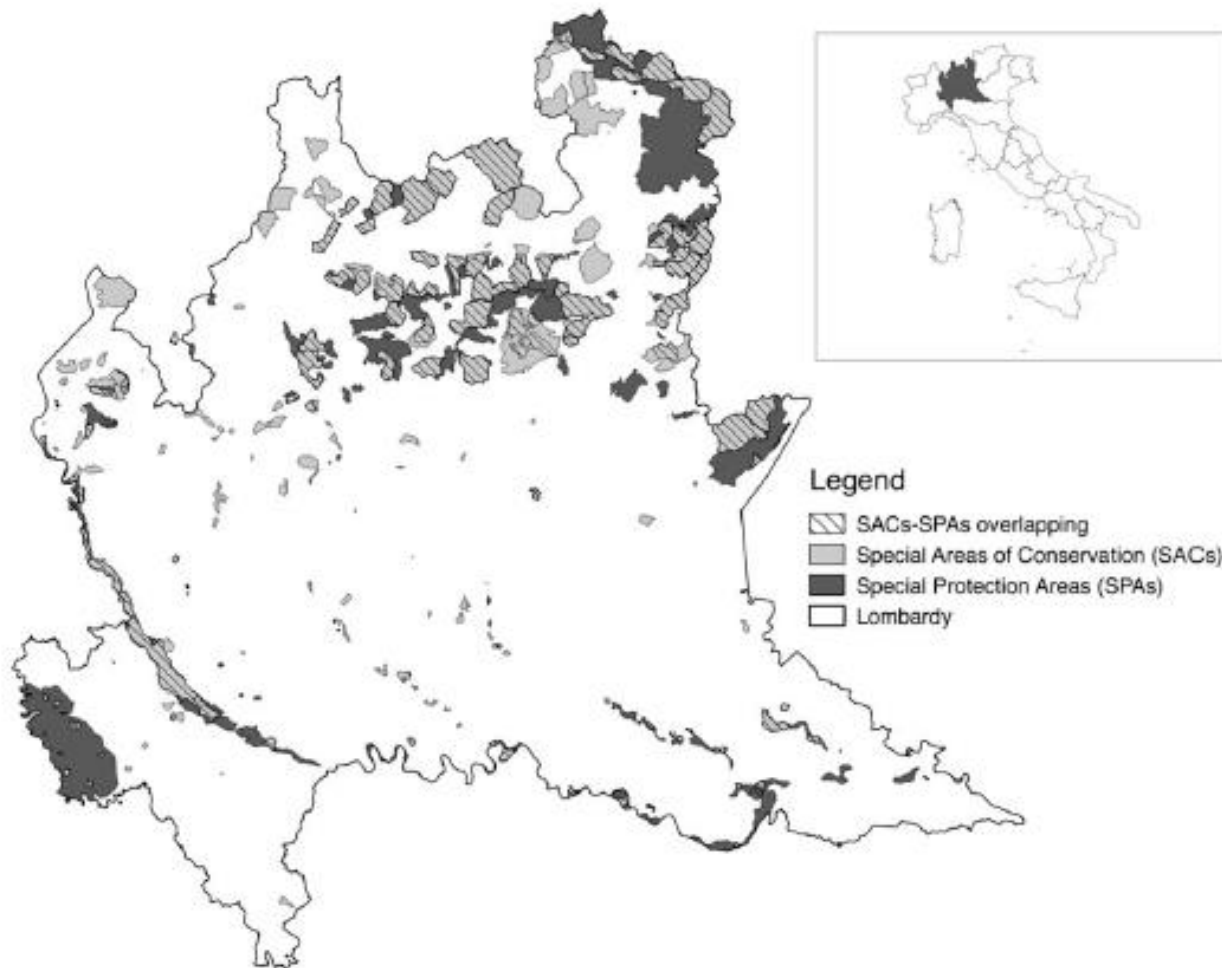 Legend
SACs-SPAs overlapping
Special Areas of Conservation (SACs)
Special Protection Areas (SPAs)
Lombardy